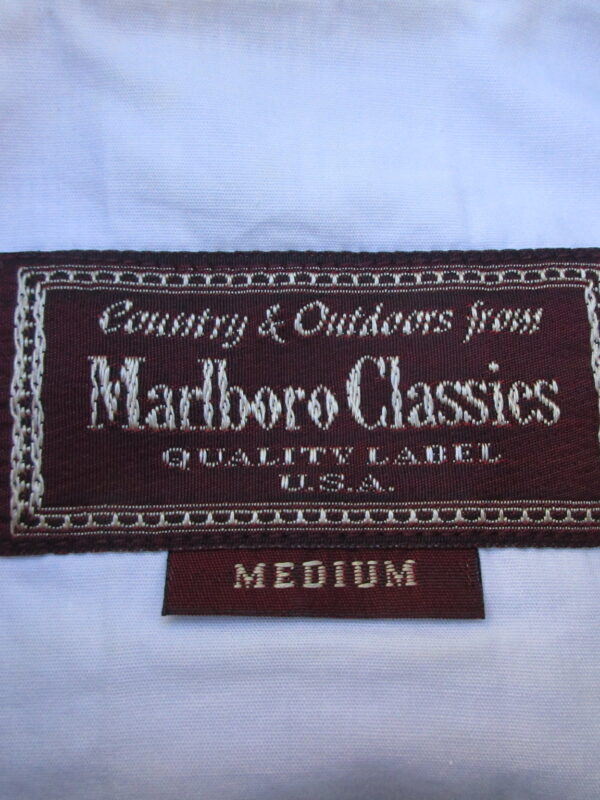 Country & Outdoors from
Marlboro Classics
QUALITY LABEL
U.S.A.
MEDIUM